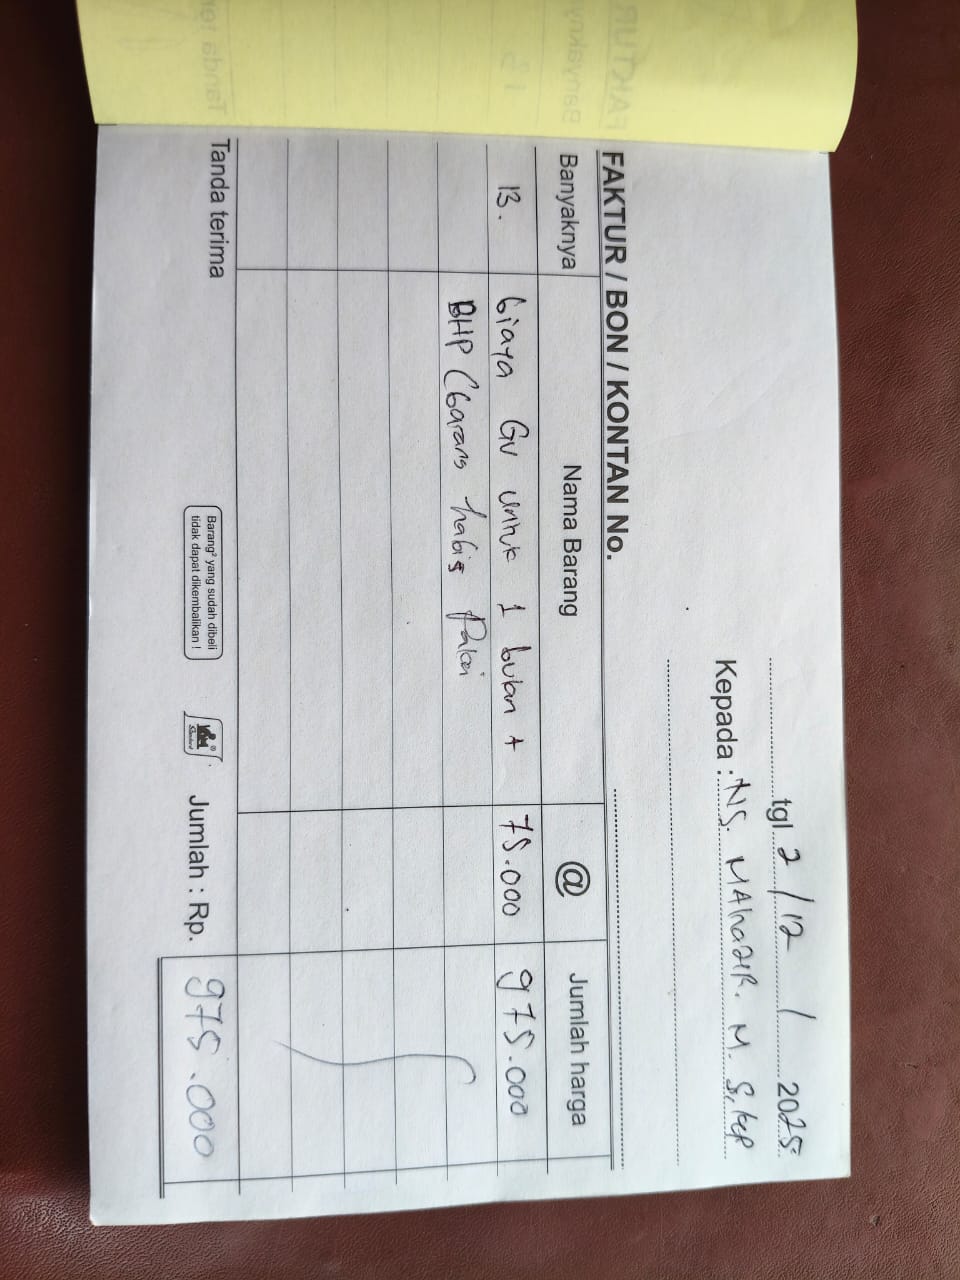 tgl 2 / 12 / 2025
Kepada : NS. MAhazIR. M. S.kep
FAKTUR / BON / KONTAN No.
Banyaknya Nama Barang @ Jumlah harga
13. biaya GV untuk 1 bulan + 75.000 975.000
BHP (barang habis Pakai
Tanda terima
Barang² yang sudah dibeli
tidak dapat dikembalikan !
Jumlah : Rp. 975.000